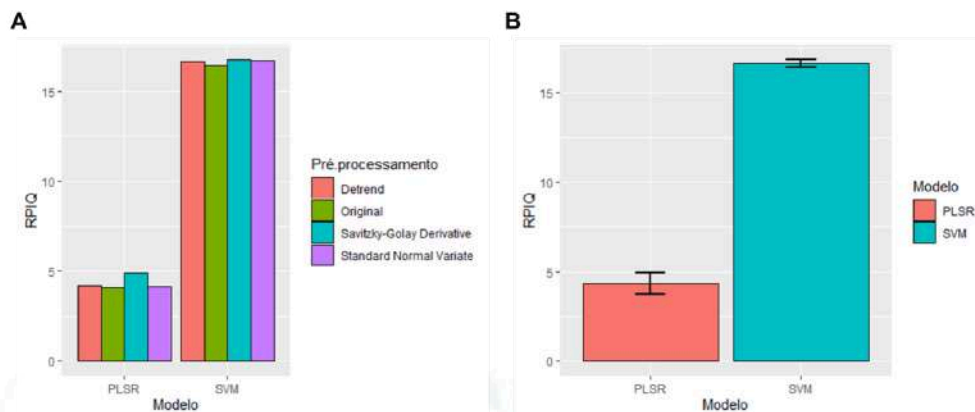 A
RPIQ
15
10
5
0
PLSR
SVM
Modelo
Pré.processamento
Detrend
Original
Savitzky-Golay Derivative
Standard Normal Variate
B
RPIQ
15
10
5
0
PLSR
SVM
Modelo
Modelo
PLSR
SVM